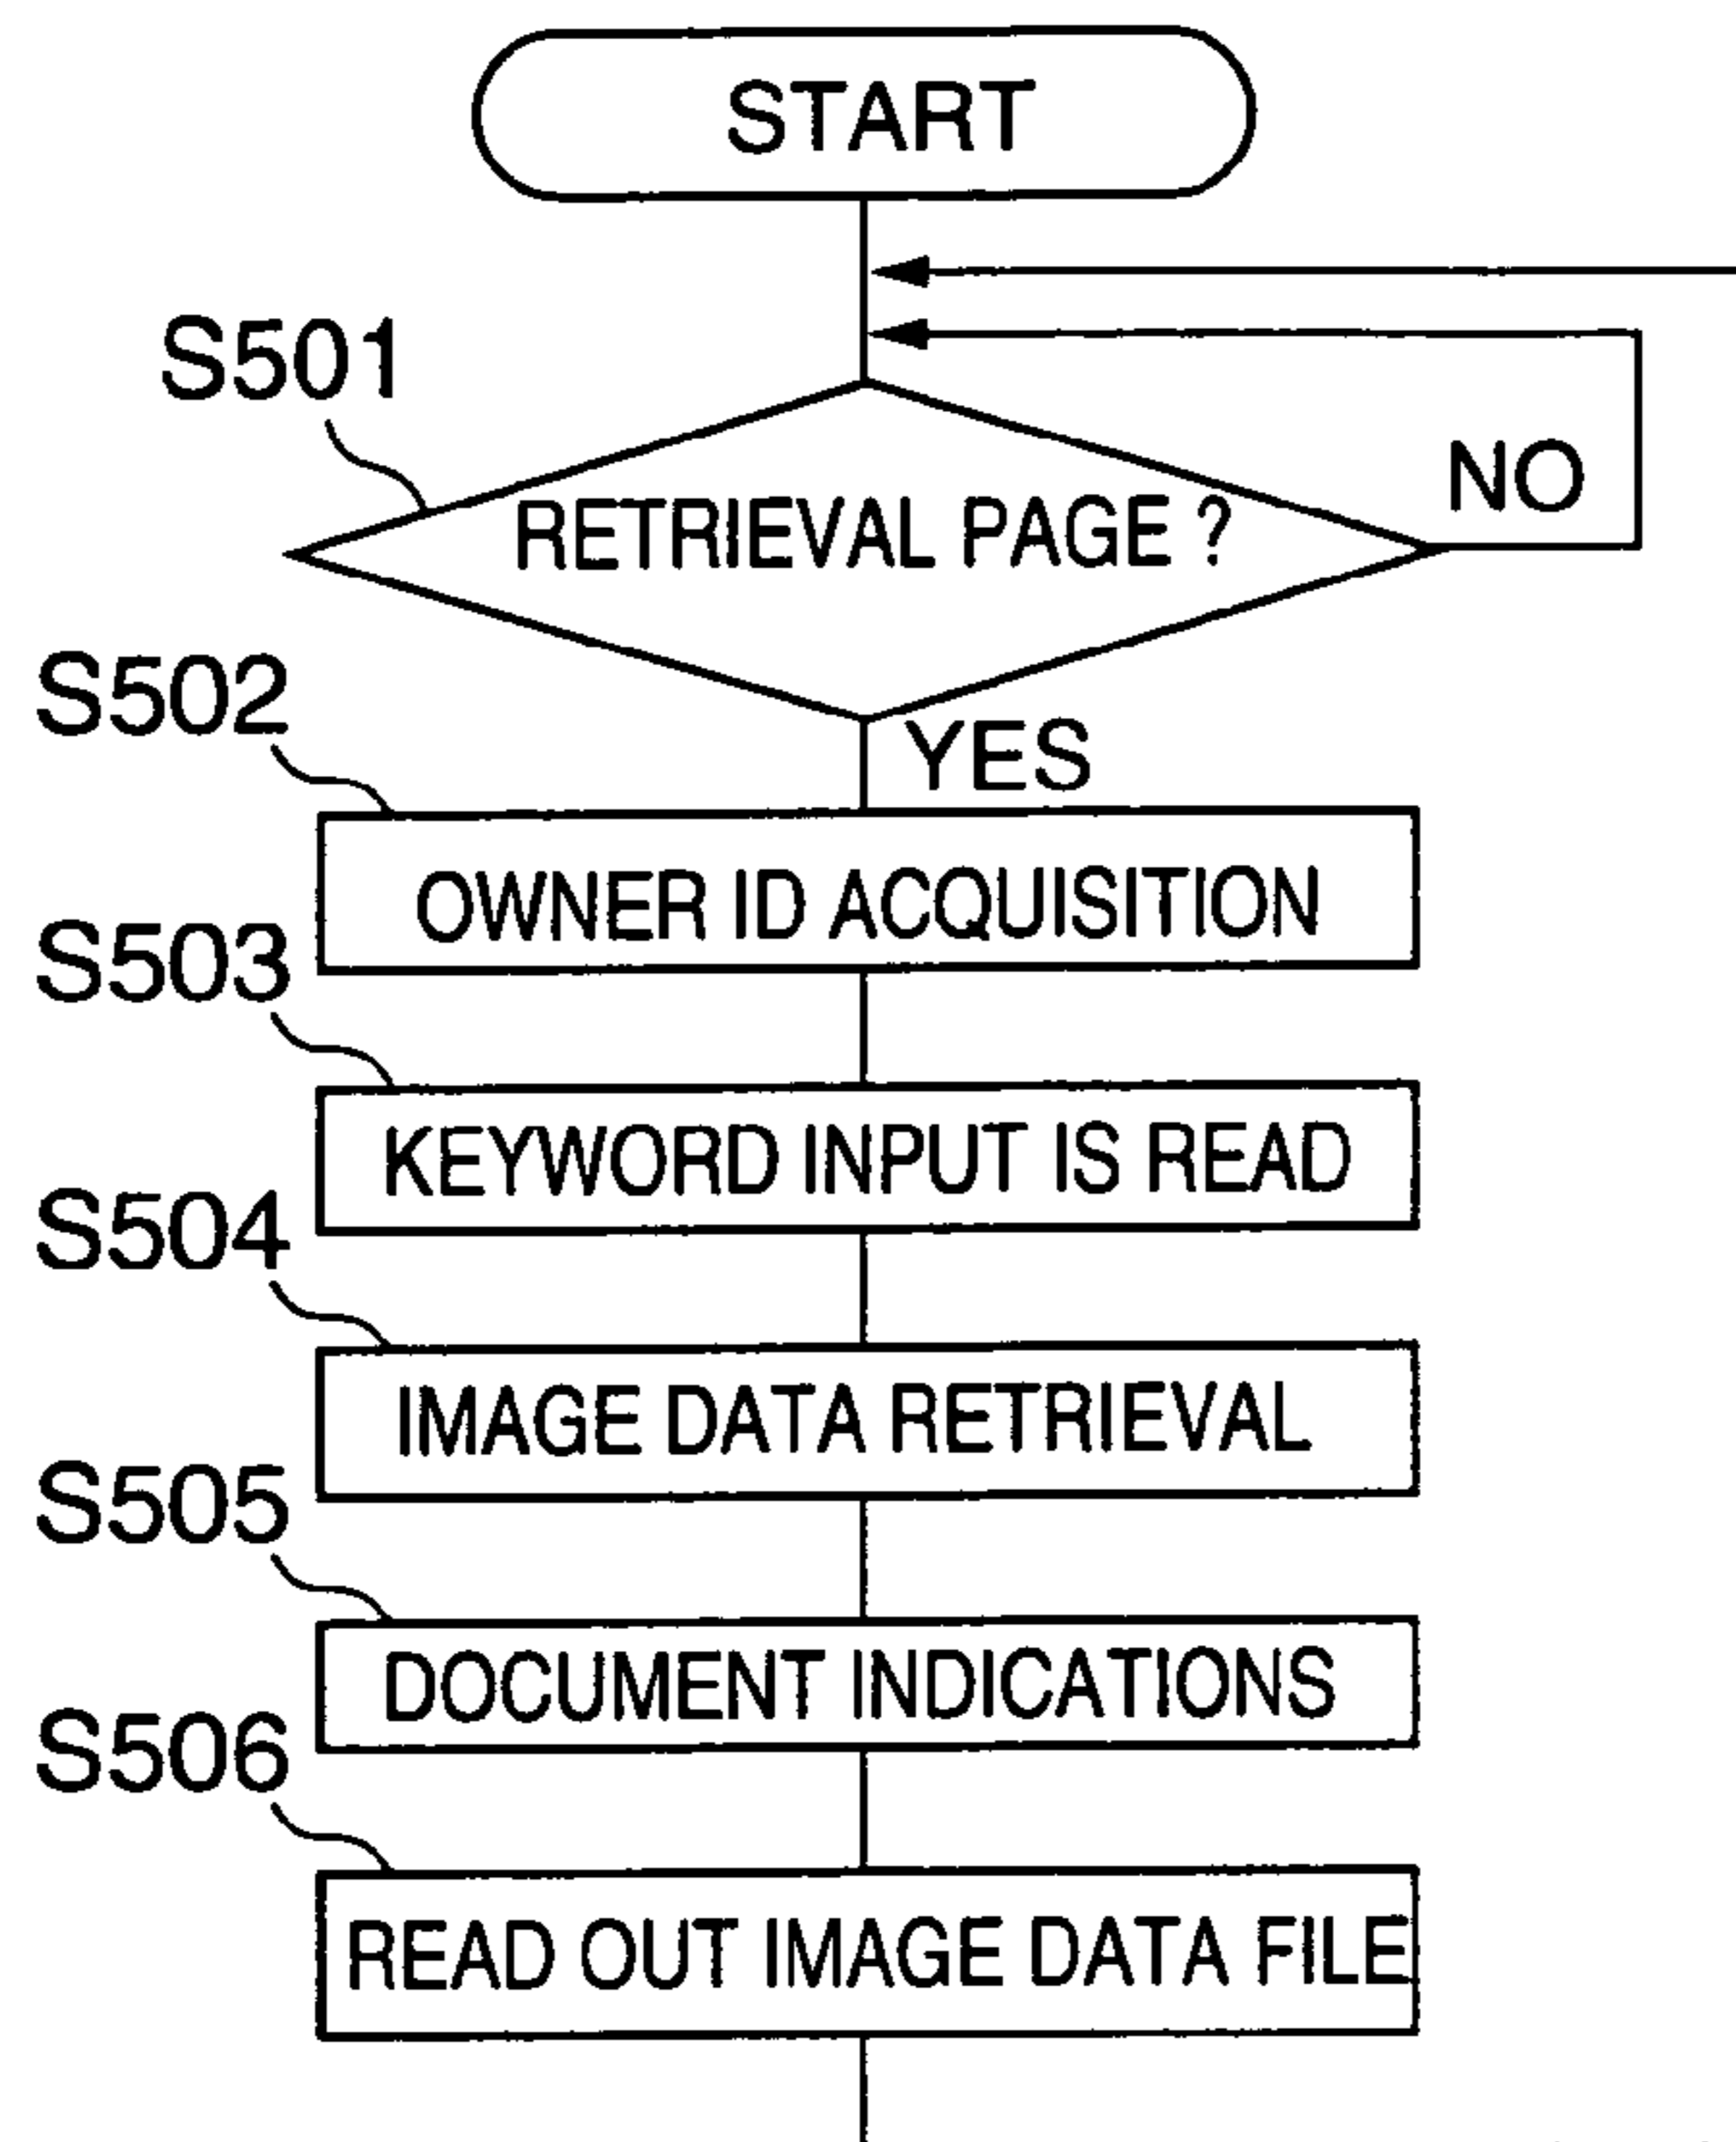 START
S501
RETRIEVAL PAGE ?
NO
S502
YES
OWNER ID ACQUISITION
S503
KEYWORD INPUT IS READ
S504
IMAGE DATA RETRIEVAL
S505
DOCUMENT INDICATIONS
S506
READ OUT IMAGE DATA FILE